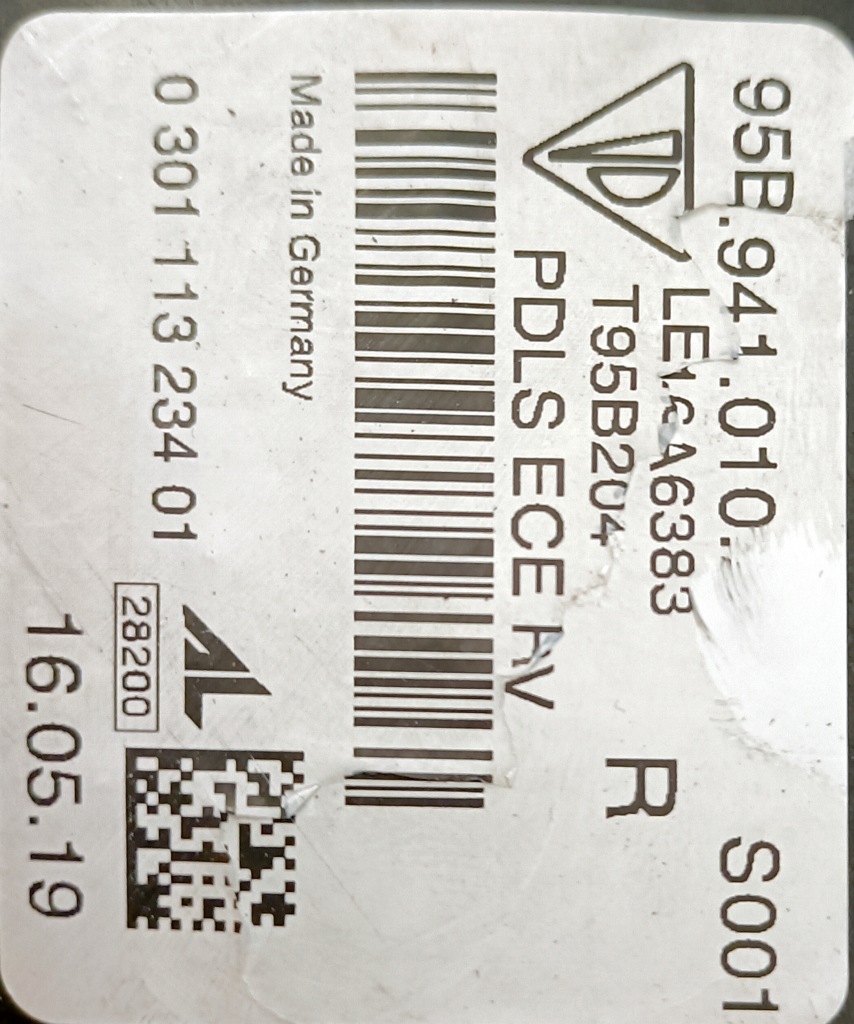 95B.941.010. S001
T95B204 R
PDLS ECE
Made in Germany
0 301 113 234 01 AL
28200
16.05.19